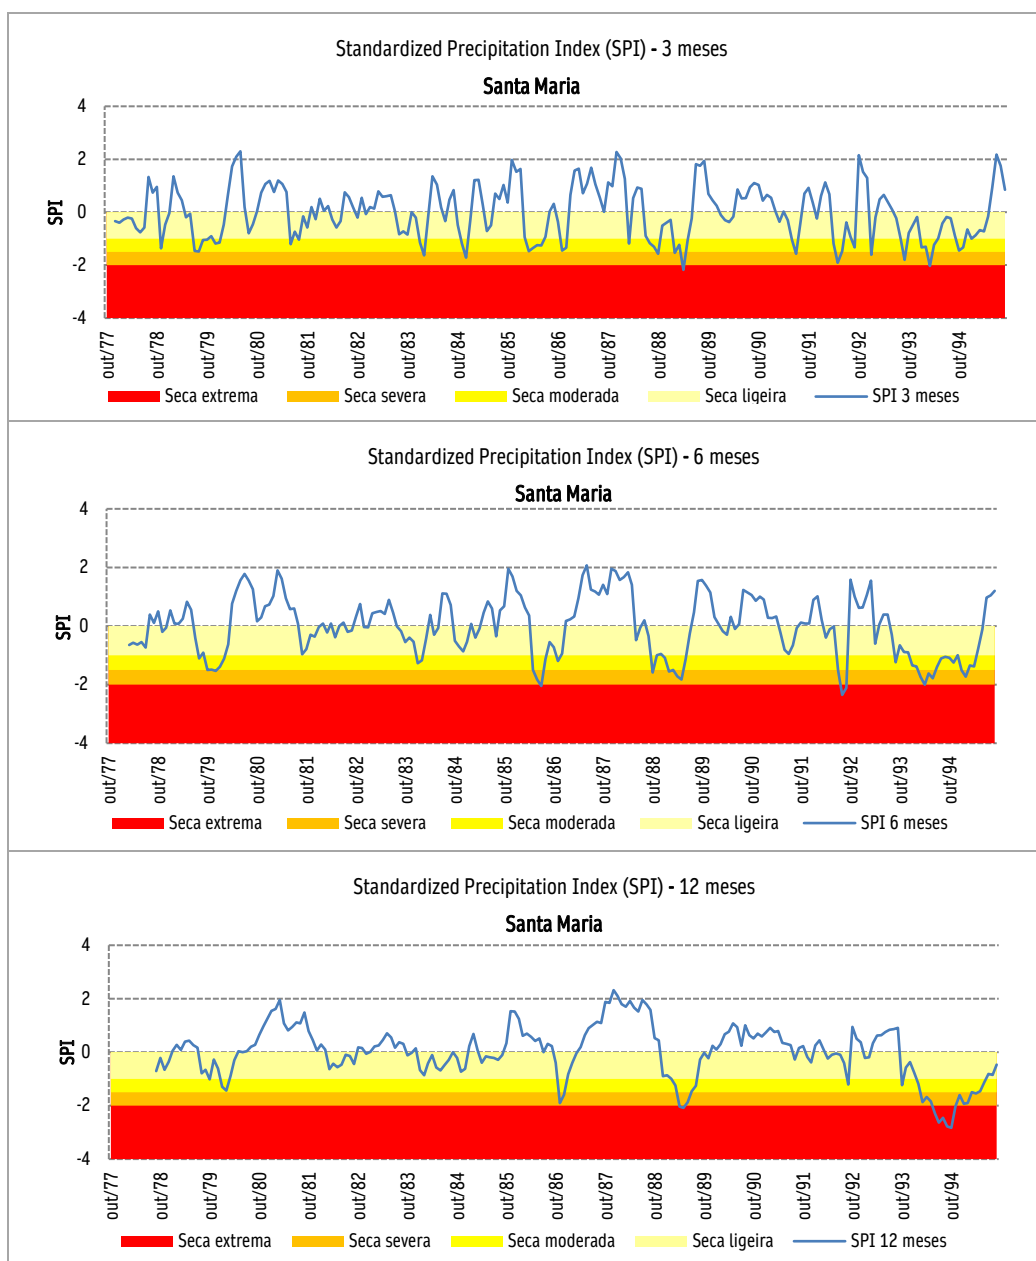 Standardized Precipitation Index (SPI) - 3 meses
Santa Maria
4
2
0
-2
-4
SPI
out/77
out/78
out/79
out/80
out/81
out/82
out/83
out/84
out/85
out/86
out/87
out/88
out/89
out/90
out/91
out/92
out/93
out/94
Seca extrema Seca severa Seca moderada Seca ligeira SPI 3 meses
Standardized Precipitation Index (SPI) - 6 meses
Santa Maria
4
2
0
-2
-4
SPI
out/77
out/78
out/79
out/80
out/81
out/82
out/83
out/84
out/85
out/86
out/87
out/88
out/89
out/90
out/91
out/92
out/93
out/94
Seca extrema Seca severa Seca moderada Seca ligeira SPI 6 meses
Standardized Precipitation Index (SPI) - 12 meses
Santa Maria
4
2
0
-2
-4
SPI
out/77
out/78
out/79
out/80
out/81
out/82
out/83
out/84
out/85
out/86
out/87
out/88
out/89
out/90
out/91
out/92
out/93
out/94
Seca extrema Seca severa Seca moderada Seca ligeira SPI 12 meses